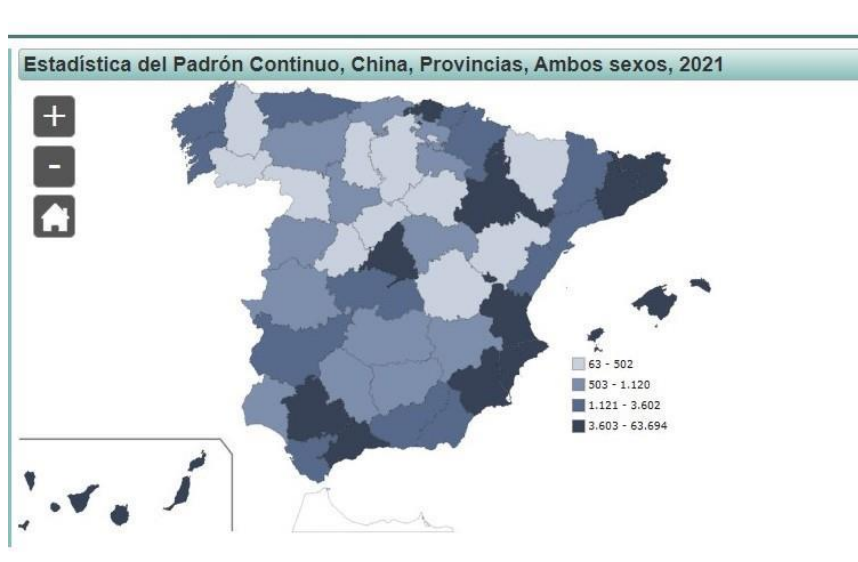 Estadística del Padrón Continuo, China, Provincias, Ambos sexos, 2021
+
-
63 - 502
503 - 1.120
1.121 - 3.602
3.603 - 63.694